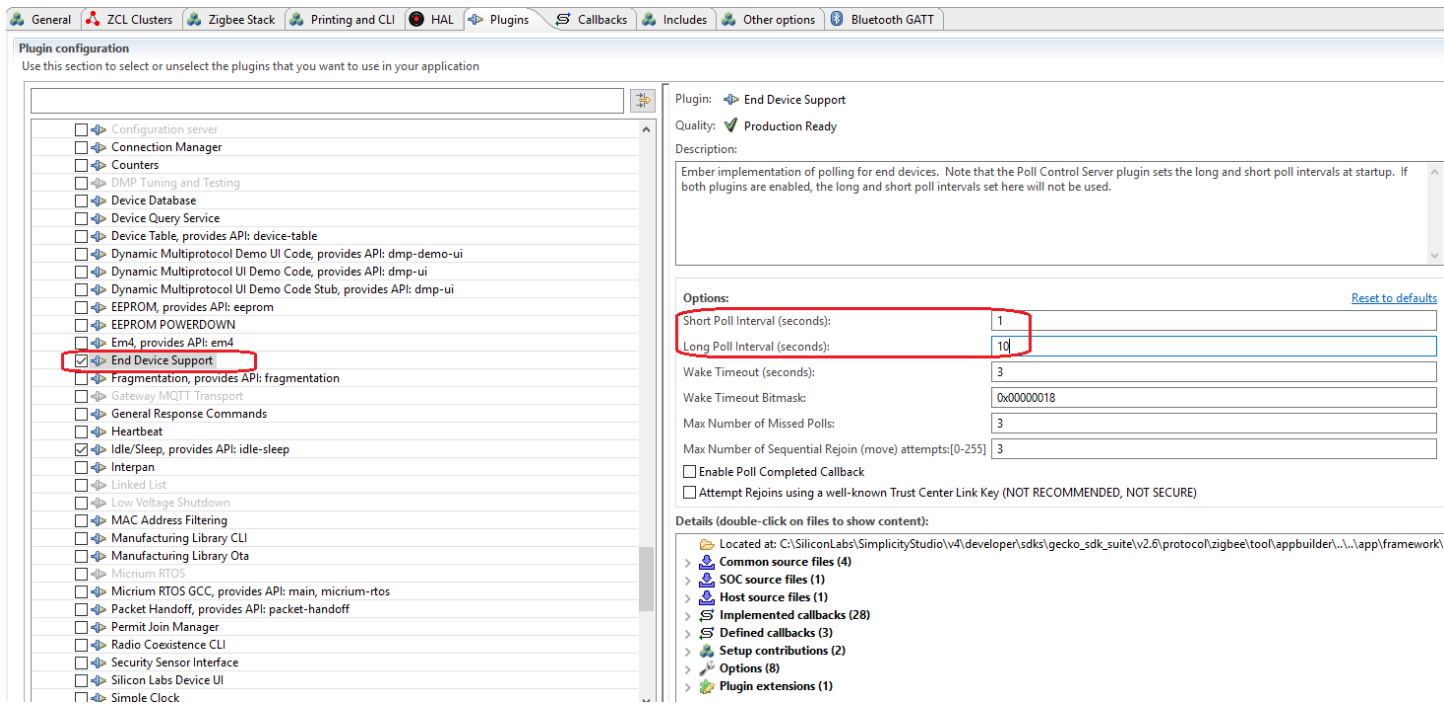 General ZCL Clusters Zigbee Stack Printing and CLI HAL Plugins Callbacks Includes Other options Bluetooth GATT
Plugin configuration
Use this section to select or unselect the plugins that you want to use in your application
Configuration server
Connection Manager
Counters
DMP Tuning and Testing
Device Database
Device Query Service
Device Table, provides API: device-table
Dynamic Multiprotocol Demo UI Code, provides API: dmp-demo-ui
Dynamic Multiprotocol UI Demo Code, provides API: dmp-ui
Dynamic Multiprotocol UI Demo Code Stub, provides API: dmp-ui
EEPROM, provides API: eeprom
EEPROM POWERDOWN
Em4, provides API: em4
End Device Support
Fragmentation, provides API: fragmentation
Gateway MQTT Transport
General Response Commands
Heartbeat
Idle/Sleep, provides API: idle-sleep
Interpan
Linked List
Low Voltage Shutdown
MAC Address Filtering
Manufacturing Library CLI
Manufacturing Library Ota
Micrium RTOS
Micrium RTOS GCC, provides API: main, micrium-rtos
Packet Handoff, provides API: packet-handoff
Permit Join Manager
Radio Coexistence CLI
Security Sensor Interface
Silicon Labs Device UI
Simple Clock
Plugin: End Device Support
Quality: Production Ready
Description:
Ember implementation of polling for end devices. Note that the Poll Control Server plugin sets the long and short poll intervals at startup. If
both plugins are enabled, the long and short poll intervals set here will not be used.
Options: Reset to defaults
Short Poll Interval (seconds): 1
Long Poll Interval (seconds): 10
Wake Timeout (seconds): 3
Wake Timeout Bitmask: 0x00000018
Max Number of Missed Polls: 3
Max Number of Sequential Rejoin (move) attempts:[0-255] 3
Enable Poll Completed Callback
Attempt Rejoins using a well-known Trust Center Link Key (NOT RECOMMENDED, NOT SECURE)
Details (double-click on files to show content):
Located at: C:\SiliconLabs\SimplicityStudio\v4\developer\sdks\gecko_sdk_suite\v2.6\protocol\zigbee\tool\appbuilder\..\..\app\framework\
Common source files (4)
SOC source files (1)
Host source files (1)
Implemented callbacks (28)
Defined callbacks (3)
Setup contributions (2)
Options (8)
Plugin extensions (1)